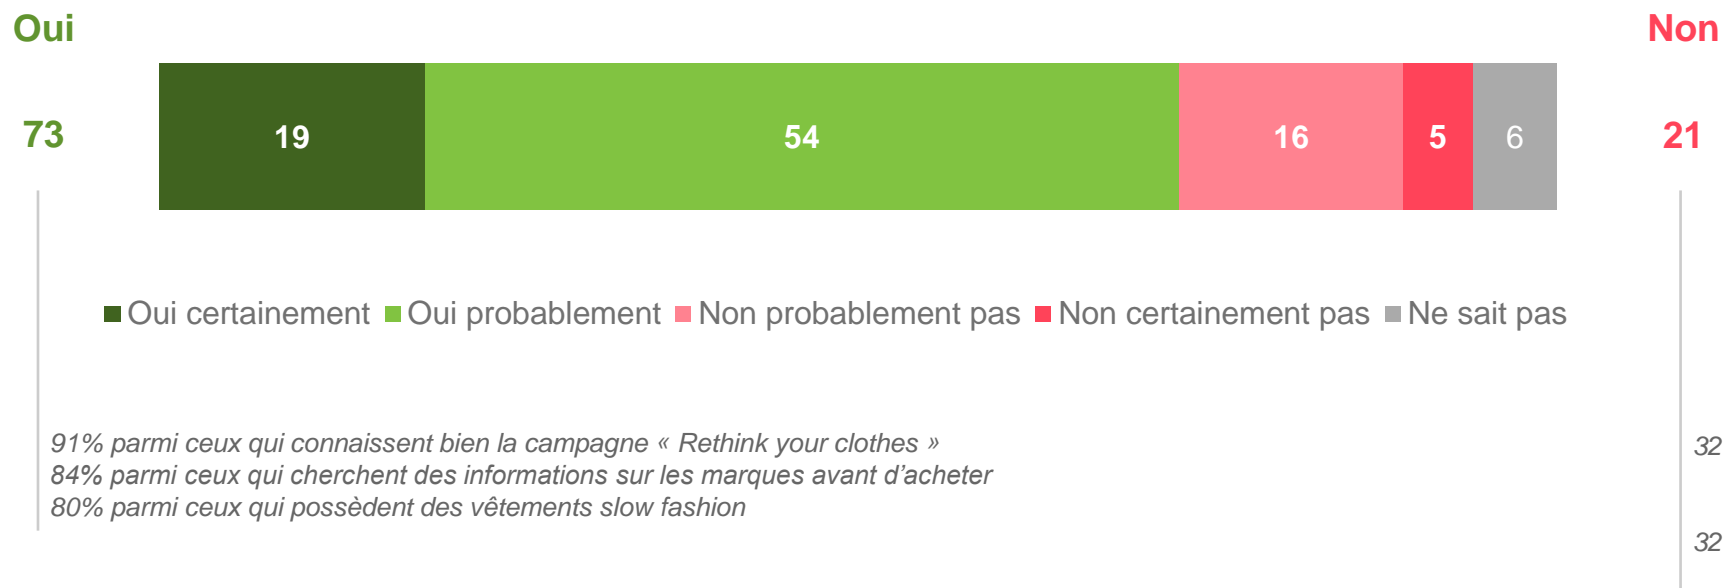 Oui
Non
73
19
54
16
5
6
21
Oui certainement
Oui probablement
Non probablement pas
Non certainement pas
Ne sait pas
91% parmi ceux qui connaissent bien la campagne « Rethink your clothes »
84% parmi ceux qui cherchent des informations sur les marques avant d’acheter
80% parmi ceux qui possèdent des vêtements slow fashion
32
32